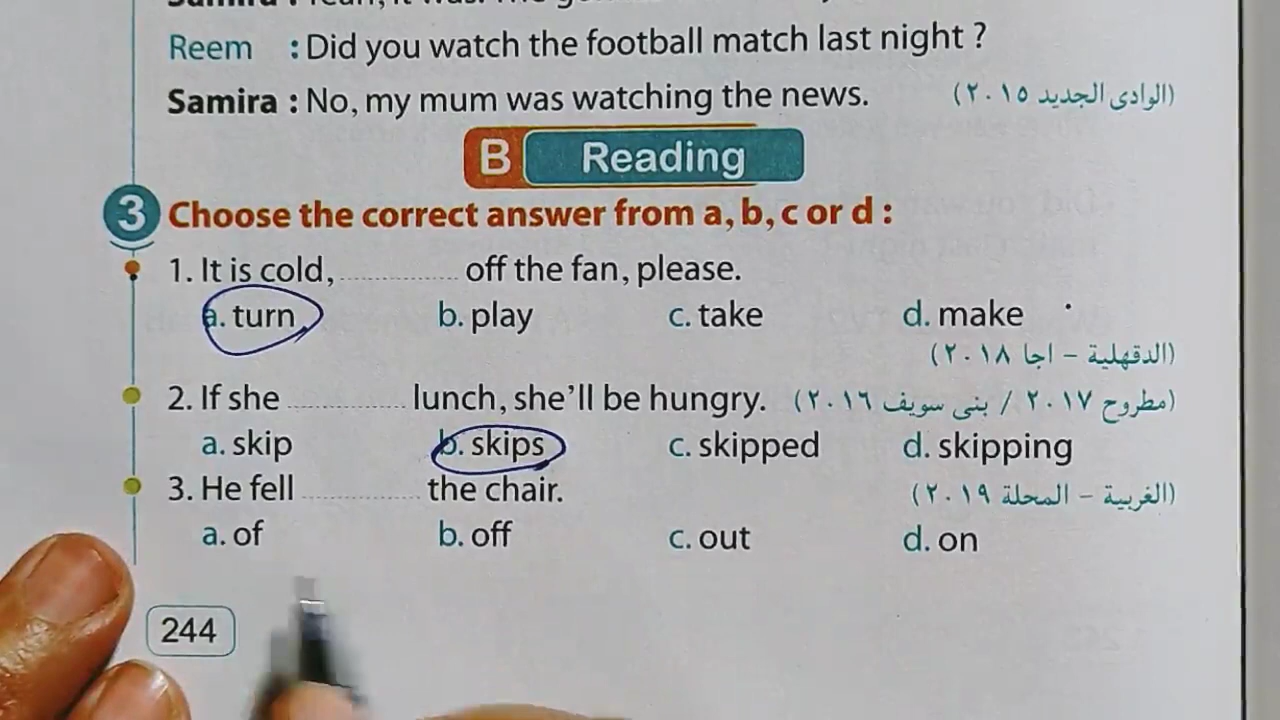 Reem : Did you watch the football match last night ?
Samira : No, my mum was watching the news. (الوادى الجديد ٢٠١٥)
B Reading
3 Choose the correct answer from a, b, c or d :
1. It is cold, .................... off the fan, please.
a. turn b. play c. take d. make
(الدقهلية – اجا ٢٠١٨)
2. If she .................... lunch, she'll be hungry. (مطروح ٢٠١٧ / بنى سويف ٢٠١٦)
a. skip b. skips c. skipped d. skipping
3. He fell .................... the chair. (الغربية – المحلة ٢٠١٩)
a. of b. off c. out d. on
244